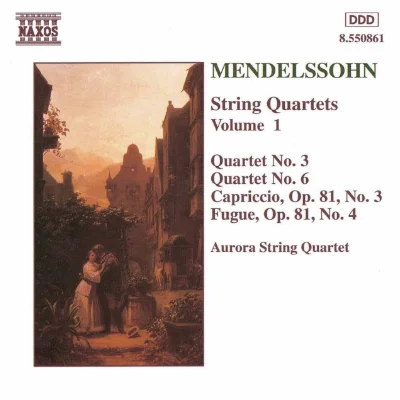 NAXOS
DDD
8.550861
MENDELSSOHN
String Quartets
Volume 1
Quartet No. 3
Quartet No. 6
Capriccio, Op. 81, No. 3
Fugue, Op. 81, No. 4
Aurora String Quartet